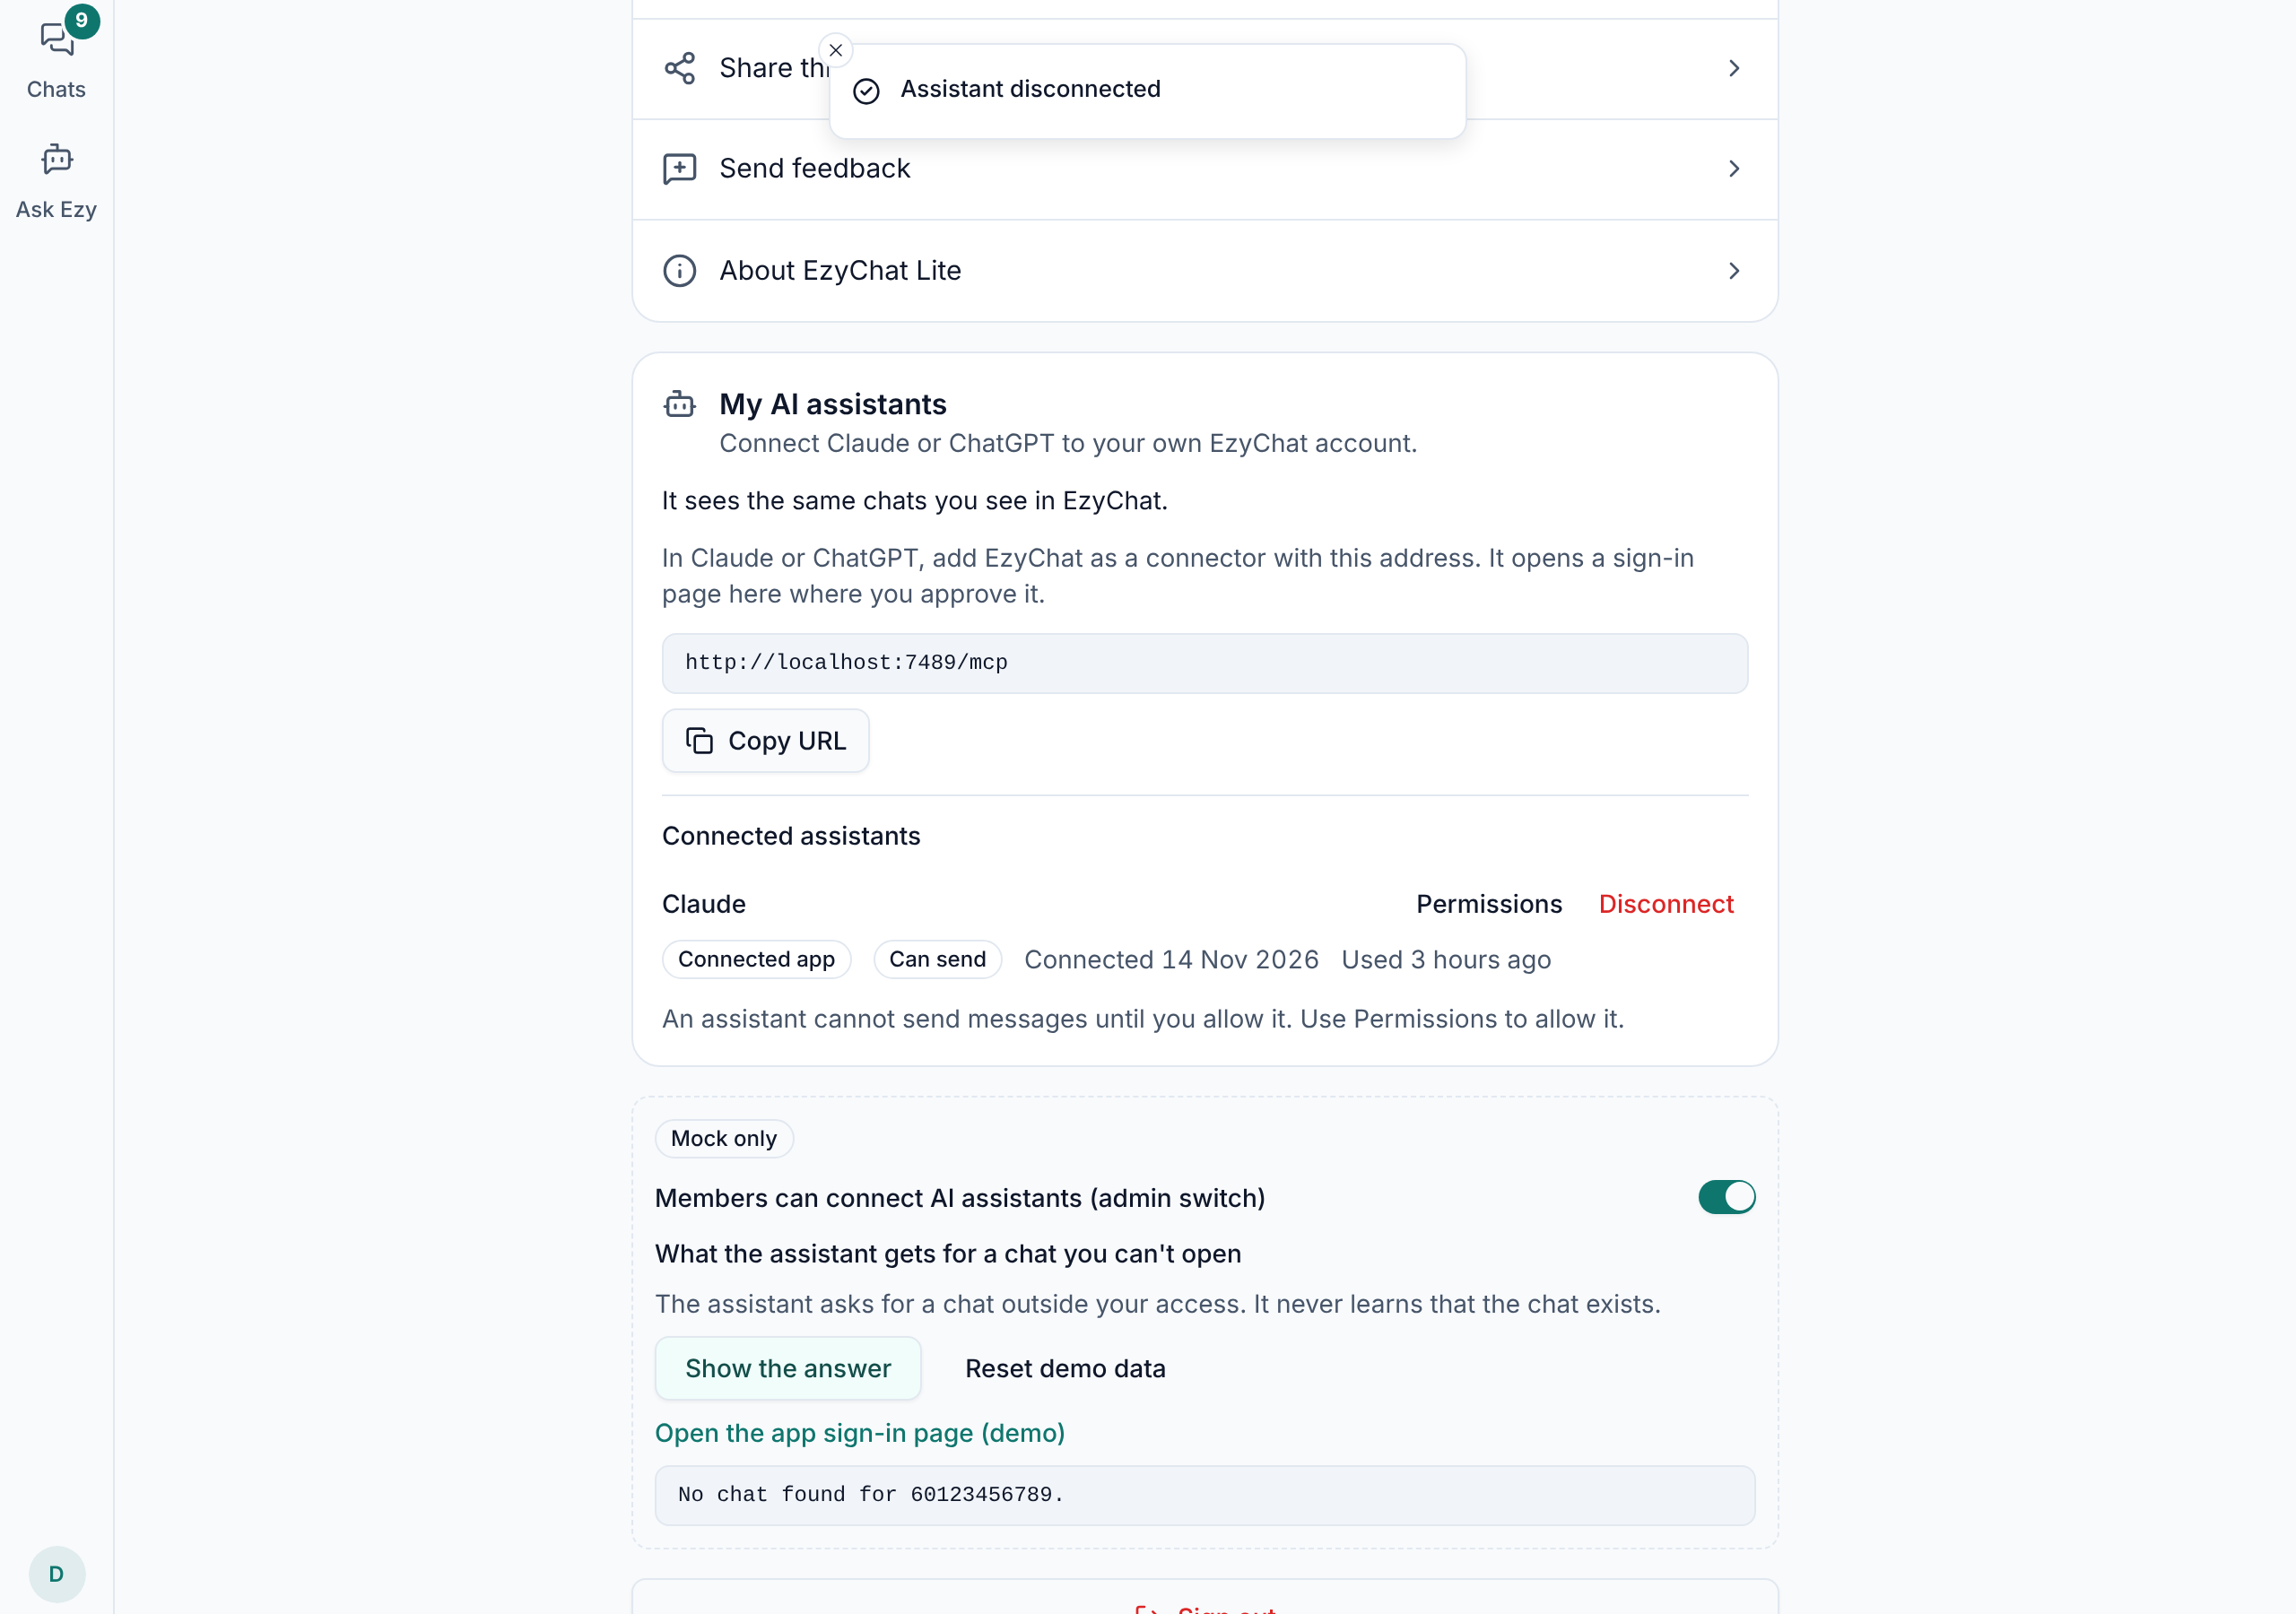 9
Chats
Ask Ezy
Share th
Assistant disconnected
Send feedback
About EzyChat Lite
My AI assistants
Connect Claude or ChatGPT to your own EzyChat account.
It sees the same chats you see in EzyChat.
In Claude or ChatGPT, add EzyChat as a connector with this address. It opens a sign-in
page here where you approve it.
http://localhost:7489/mcp
Copy URL
Connected assistants
Claude Permissions Disconnect
Connected app Can send Connected 14 Nov 2026 Used 3 hours ago
An assistant cannot send messages until you allow it. Use Permissions to allow it.
Mock only
Members can connect AI assistants (admin switch)
What the assistant gets for a chat you can't open
The assistant asks for a chat outside your access. It never learns that the chat exists.
Show the answer Reset demo data
Open the app sign-in page (demo)
No chat found for 60123456789.
D
Sign out